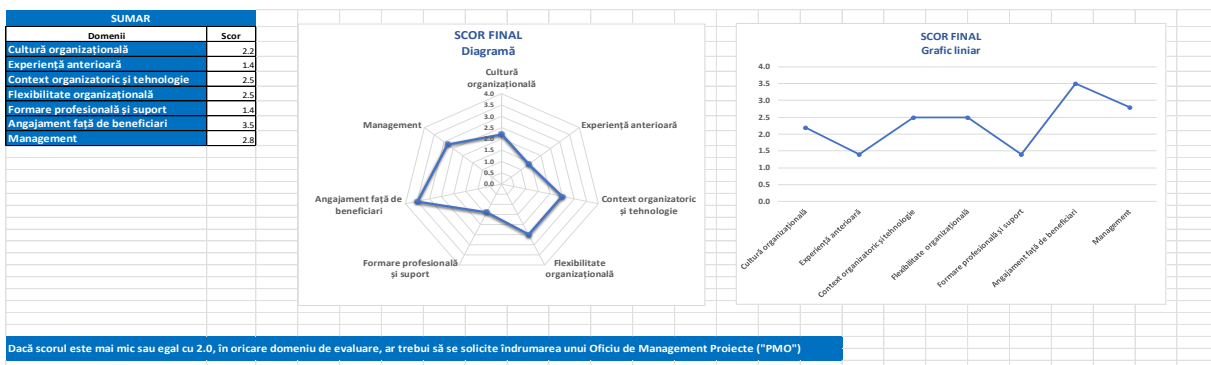 SUMAR
Domenii Scor
Cultură organizațională 2.2
Experiență anterioară 1.4
Context organizatoric și tehnologie 2.5
Flexibilitate organizațională 2.5
Formare profesională și suport 1.4
Angajament față de beneficiari 3.5
Management 2.8
SCOR FINAL
Diagramă
Cultură
organizațională
4.0
3.5
3.0
2.5
2.0
1.5
1.0
0.5
0.0
Experiență anterioară
Context organizatoric
și tehnologie
Flexibilitate
organizațională
Formare profesională
și suport
Angajament față de
beneficiari
Management
SCOR FINAL
Grafic liniar
4.0
3.5
3.0
2.5
2.0
1.5
1.0
0.5
0.0
Cultură organizațională
Experiență anterioară
Context organizatoric și tehnologie
Flexibilitate organizațională
Formare profesională și suport
Angajament față de beneficiari
Management
Dacă scorul este mai mic sau egal cu 2.0, în oricare domeniu de evaluare, ar trebui să se solicite îndrumarea unui Oficiu de Management Proiecte ("PMO")